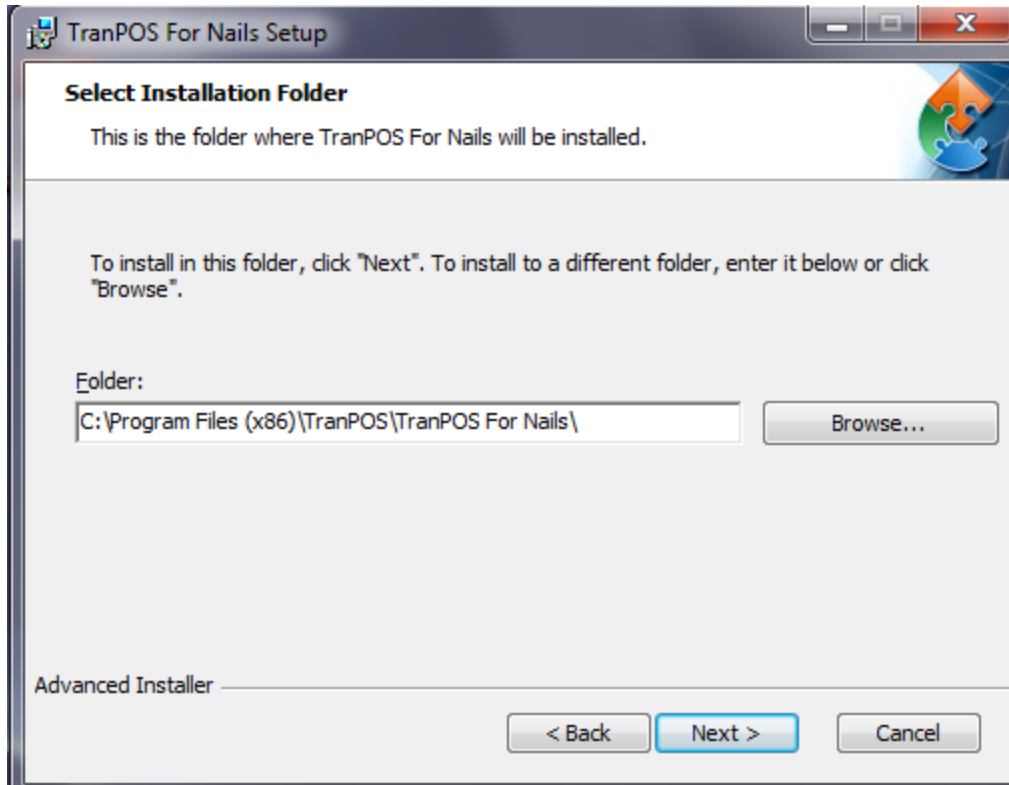 TranPOS For Nails Setup
Select Installation Folder
This is the folder where TranPOS For Nails will be installed.
To install in this folder, click "Next". To install to a different folder, enter it below or click
"Browse".
Folder:
C:\Program Files (x86)\TranPOS\TranPOS For Nails\
Browse...
Advanced Installer
< Back
Next >
Cancel